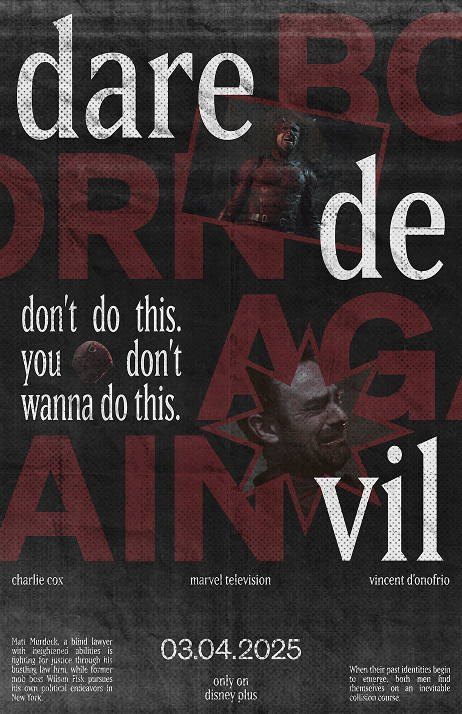 dare
BO
ORN
de
don't do this.
you don't
wanna do this.
AGA
AIN
vil
charlie cox
marvel television
vincent d'onofrio
Matt Murdock, a blind lawyer
with heightened abilities is
fighting for justice through his
bustling law firm, while former
mob boss Wilson Fisk pursues
his own political endeavors in
New York.
03.04.2025
only on
disney plus
When their past identities begin
to emerge, both men find
themselves on an inevitable
collision course.